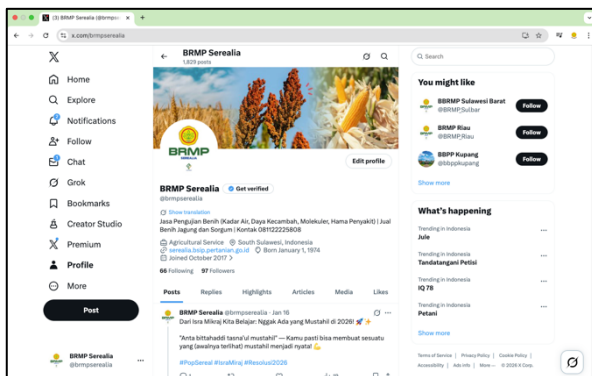 (3) BRMP Serealia (@brmpse
x.com/brmpserealia
BRMP Serealia
1,829 posts
Search
Home
Explore
Notifications
Follow
Chat
Grok
Bookmarks
Creator Studio
Premium
Profile
More
Post
BRMP Serealia
@brmpserealia
BRMP
SEREALIA
Edit profile
BRMP Serealia Get verified
@brmpserealia
Show translation
Jasa Pengujian Benih (Kadar Air, Daya Kecambah, Molekuler, Hama Penyakit) | Jual
Benih Jagung dan Sorgum | Kontak 081122225808
Agricultural Service South Sulawesi, Indonesia
serealia.bsip.pertanian.go.id Born January 1, 1974
Joined October 2017
66 Following 97 Followers
Posts Replies Highlights Articles Media Likes
BRMP Serealia @brmpserealia · Jan 16
Dari Isra Miraj Kita Belajar: Nggak Ada yang Mustahil di 2026! 🚀✨
"Anta bittahaddi tasna'ul mustahil" — Kamu pasti bisa membuat sesuatu
yang (awalnya terlihat) mustahil menjadi nyata! 💪
#PopSereal #IsraMiraj #Resolusi2026
You might like
BBRMP Sulawesi Barat
@BRMP_Sulbar
Follow
BRMP Riau
@BRMP_Riau
Follow
BBPP Kupang
@bbppkupang
Follow
Show more
What's happening
Trending in Indonesia
Jule
Trending in Indonesia
Tandatangani Petisi
Trending in Indonesia
IQ 78
Trending in Indonesia
Petani
Show more
Terms of Service | Privacy Policy | Cookie Policy |
Accessibility | Ads info | More ··· © 2026 X Corp.